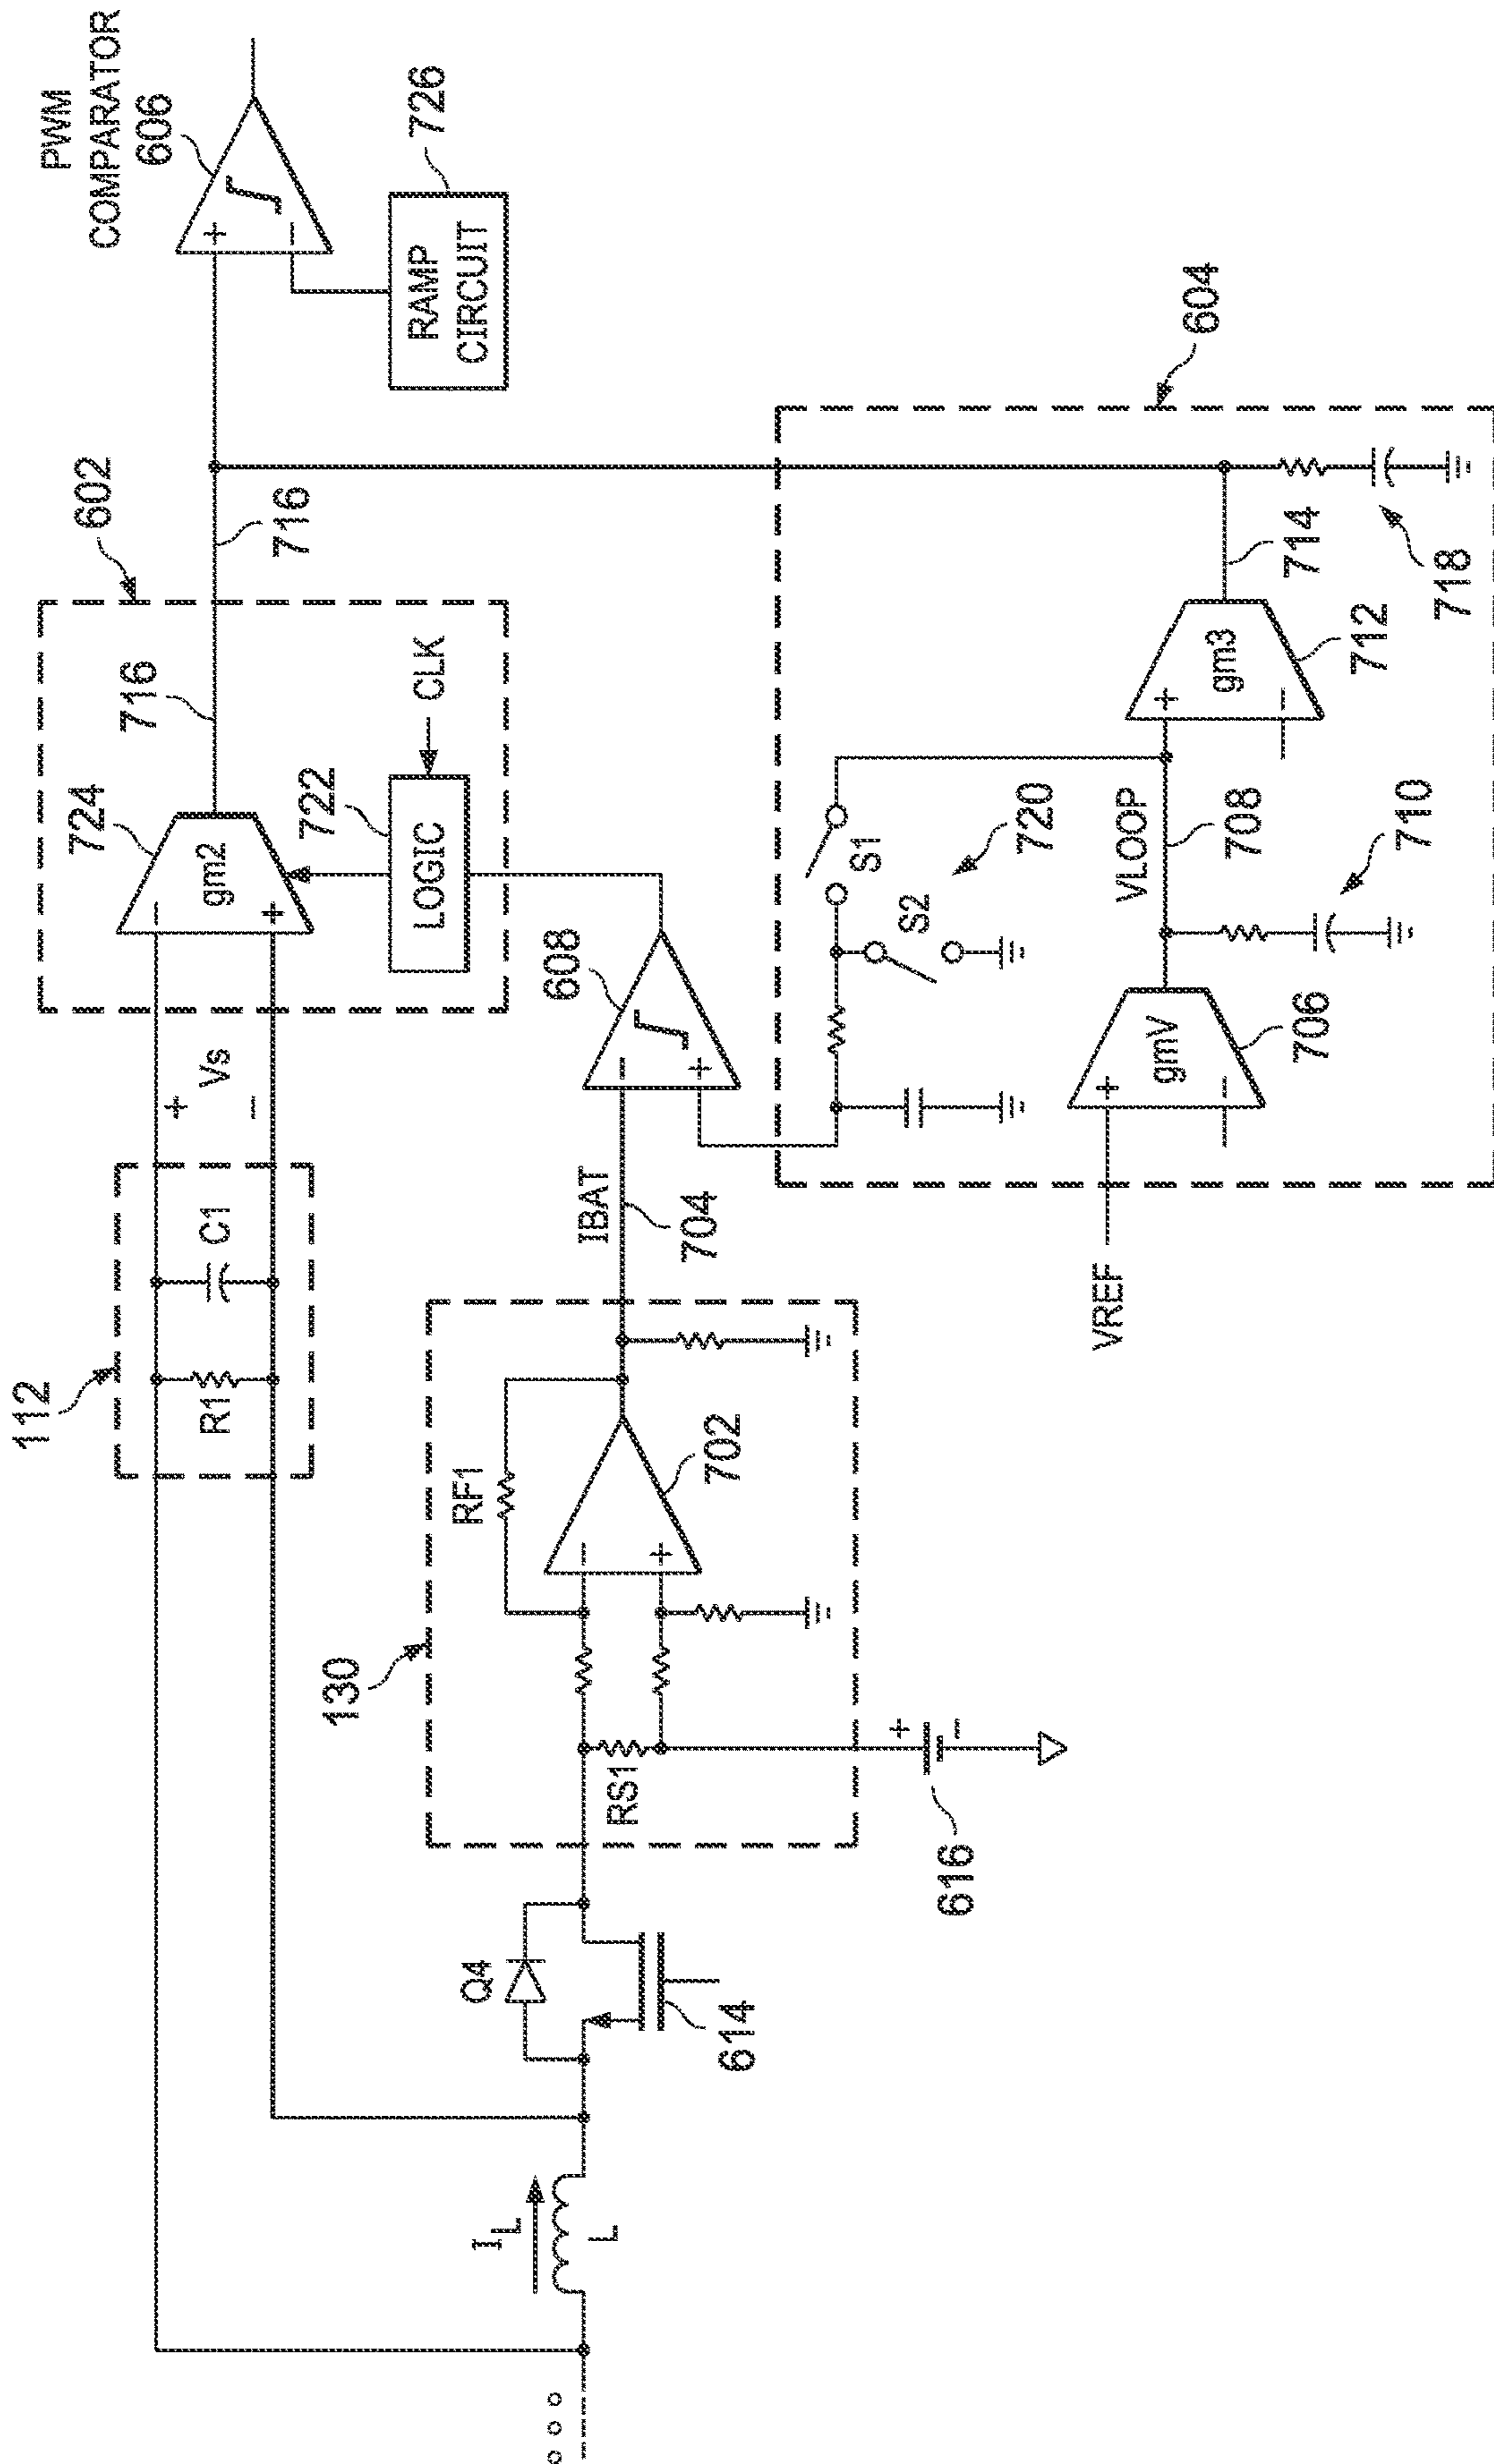 PWM
COMPARATOR
606
+
−
726
RAMP
CIRCUIT
602
716
716
724
gm2
−
+
722
LOGIC
CLK
604
112
R1
C1
+
Vs
−
608
−
+
S1
S2
720
714
718
gm3
+
−
712
VLOOP
708
710
gmV
+
−
706
VREF
IBAT
704
130
RF1
702
−
+
RS1
616
+
−
Q4
614
IL
L